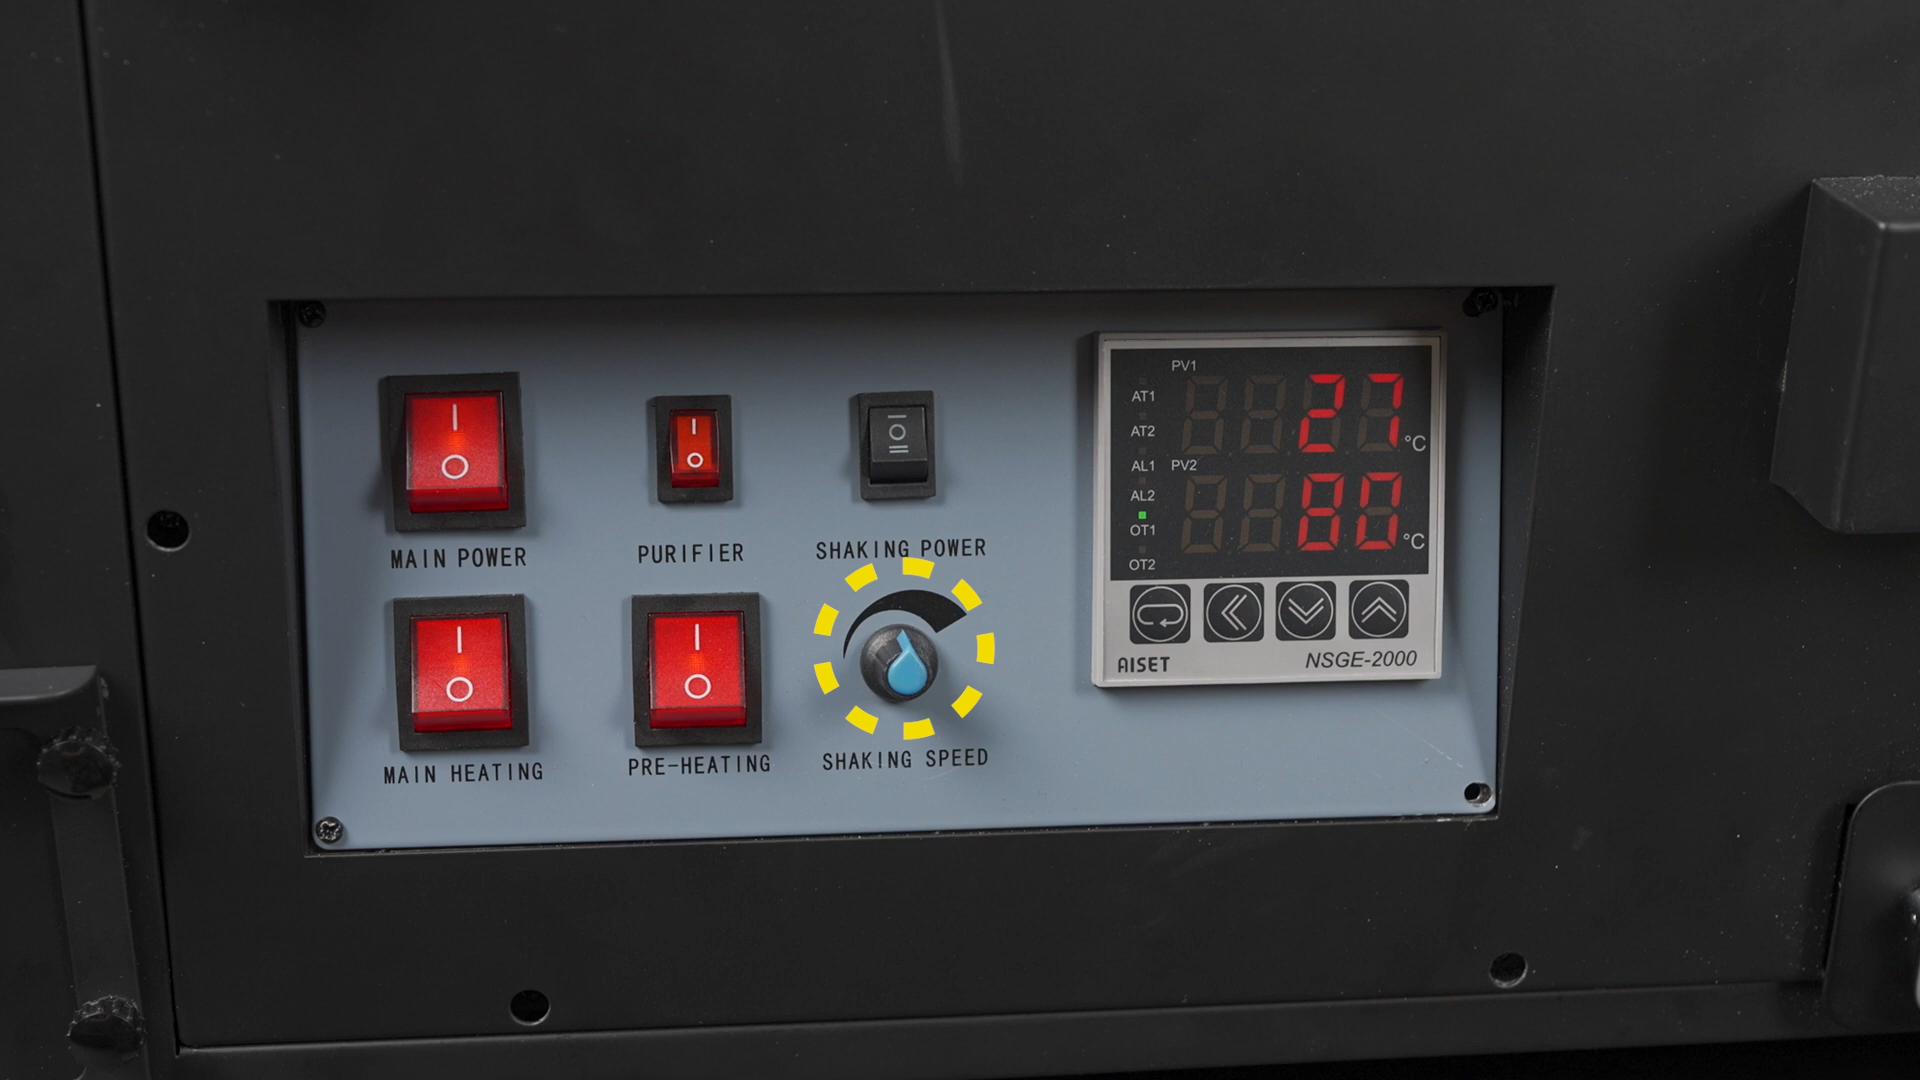 MAIN POWER
PURIFIER
SHAKING POWER
MAIN HEATING
PRE-HEATING
SHAKING SPEED
PV1
27 °C
AT1
AT2
AL1
PV2
80 °C
AL2
OT1
OT2
AISET
NSGE-2000